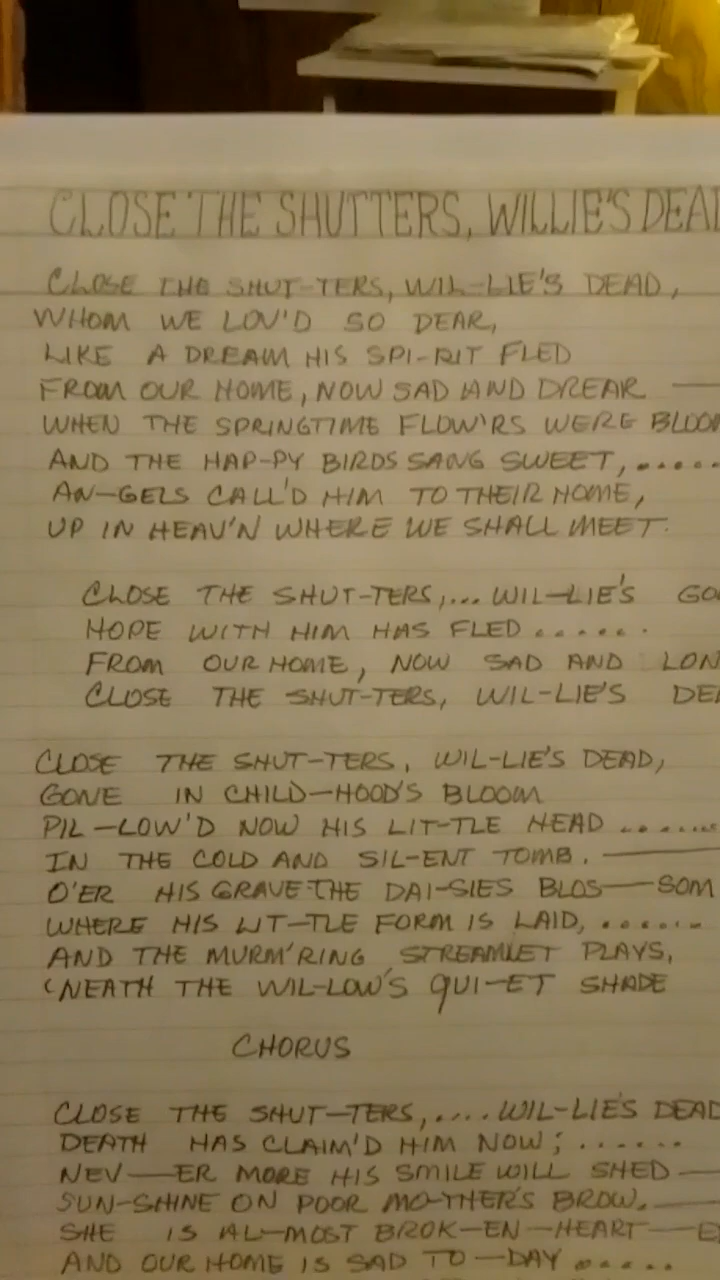 CLOSE THE SHUTTERS, WILLIE'S DEAD
CLOSE THE SHUT-TERS, WIL-LIE'S DEAD,
WHOM WE LOV'D SO DEAR,
LIKE A DREAM HIS SPI-RIT FLED
FROM OUR HOME, NOW SAD AND DREAR —
WHEN THE SPRINGTIME FLOW'RS WERE BLOOM
AND THE HAP-PY BIRDS SANG SWEET, .....
AN-GELS CALL'D HIM TO THEIR HOME,
UP IN HEAV'N WHERE WE SHALL MEET.
CLOSE THE SHUT-TERS,... WIL-LIE'S GO
HOPE WITH HIM HAS FLED ......
FROM OUR HOME, NOW SAD AND LON
CLOSE THE SHUT-TERS, WIL-LIE'S DE
CLOSE THE SHUT-TERS, WIL-LIE'S DEAD,
GONE IN CHILD-HOOD'S BLOOM
PIL-LOW'D NOW HIS LIT-TLE HEAD .......
IN THE COLD AND SIL-ENT TOMB. —
O'ER HIS GRAVE THE DAI-SIES BLOS—SOM
WHERE HIS LIT-TLE FORM IS LAID, ......
AND THE MURM'RING STREAMLET PLAYS,
'NEATH THE WIL-LOW'S QUI-ET SHADE
CHORUS
CLOSE THE SHUT-TERS,.... WIL-LIE'S DEAD
DEATH HAS CLAIM'D HIM NOW; ......
NEV—ER MORE HIS SMILE WILL SHED —
SUN-SHINE ON POOR MO-THER'S BROW. —
SHE IS AL-MOST BROK-EN-HEART—E
AND OUR HOME IS SAD TO-DAY .....